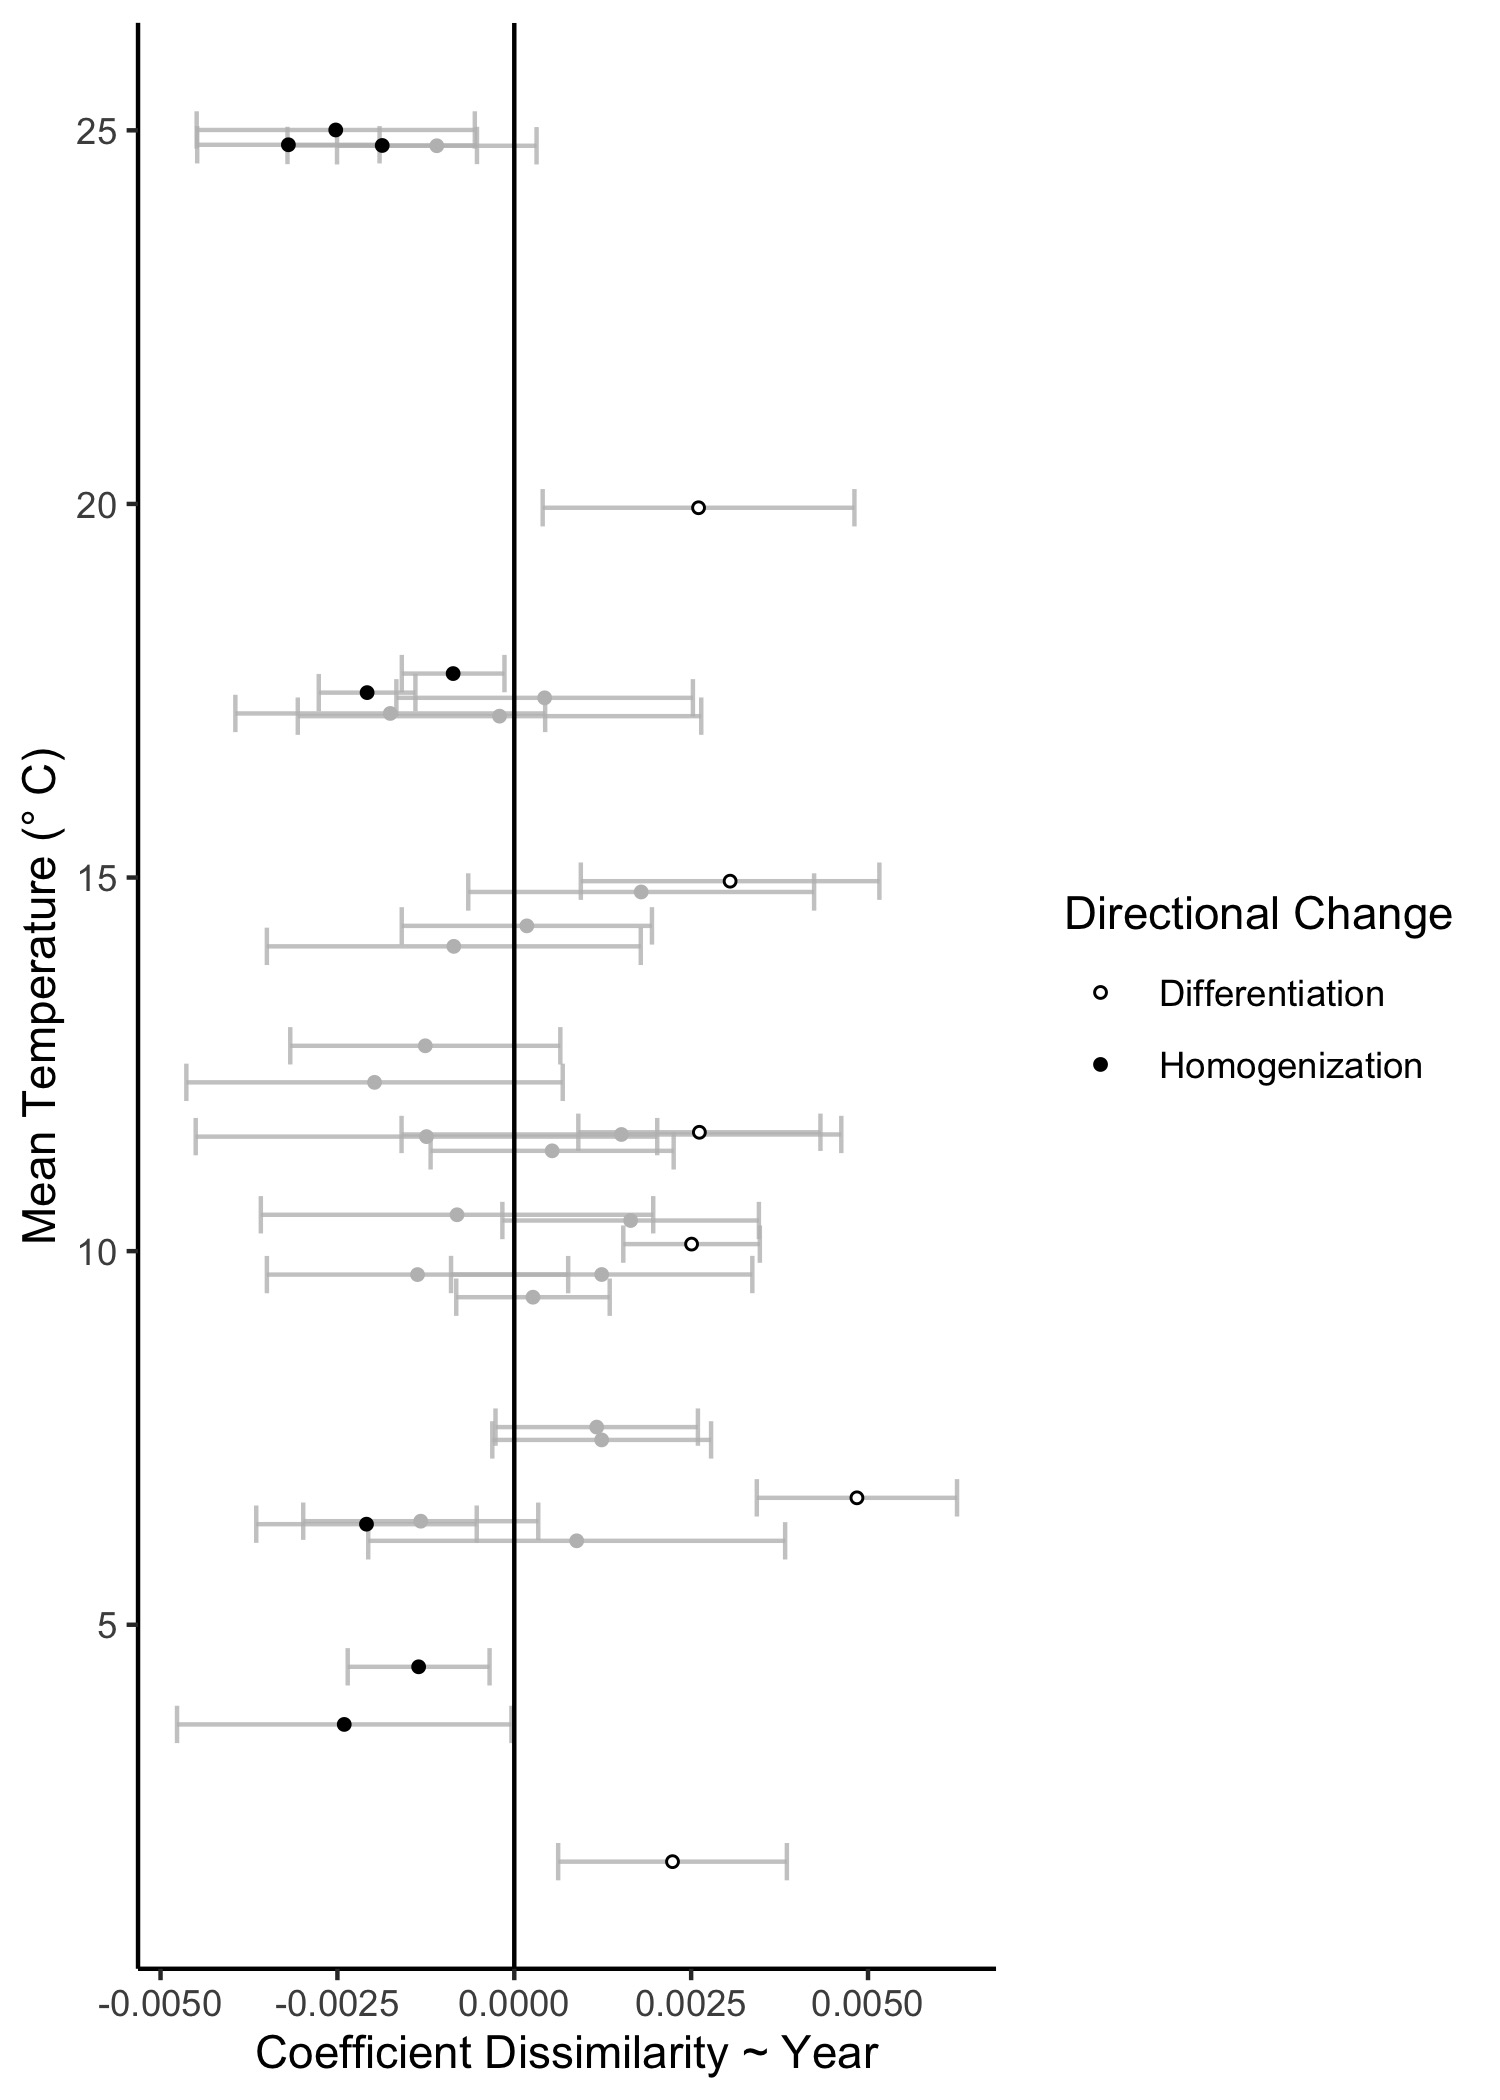 25
20
15
10
5
Mean Temperature (° C)
-0.0050 -0.0025 0.0000 0.0025 0.0050
Coefficient Dissimilarity ~ Year
Directional Change
Differentiation
Homogenization